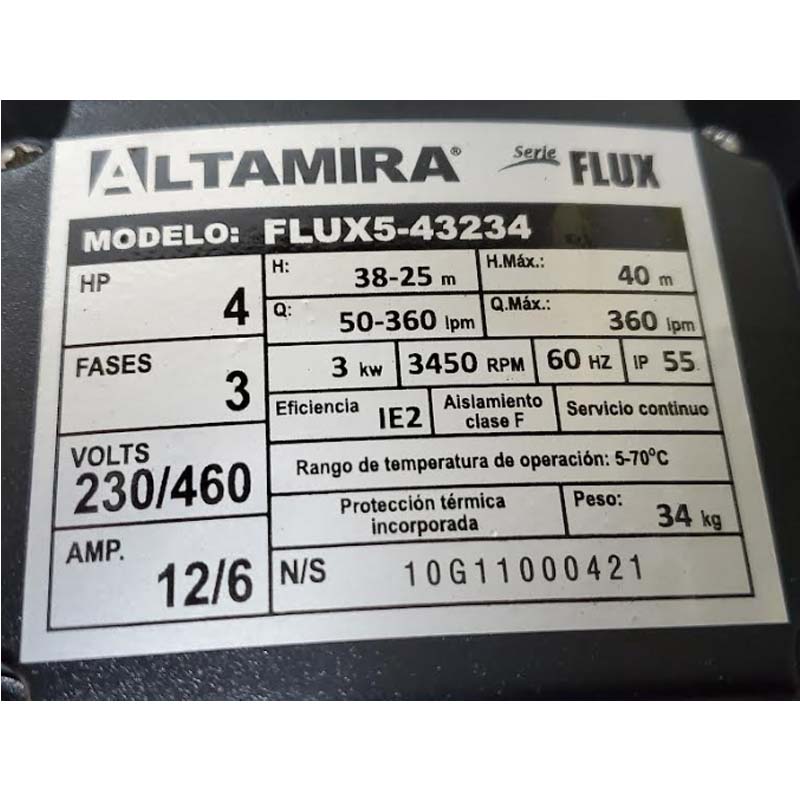 ALTAMIRA® Serie FLUX
MODELO: FLUX5-43234
HP 4
H: 38-25 m
H.Máx.: 40 m
Q: 50-360 lpm
Q.Máx.: 360 lpm
FASES 3
3 kw 3450 RPM 60 HZ IP 55
Eficiencia IE2
Aislamiento
clase F
Servicio continuo
VOLTS
230/460
Rango de temperatura de operación: 5-70°C
Protección térmica
incorporada
Peso: 34 kg
AMP.
12/6
N/S 10G11000421